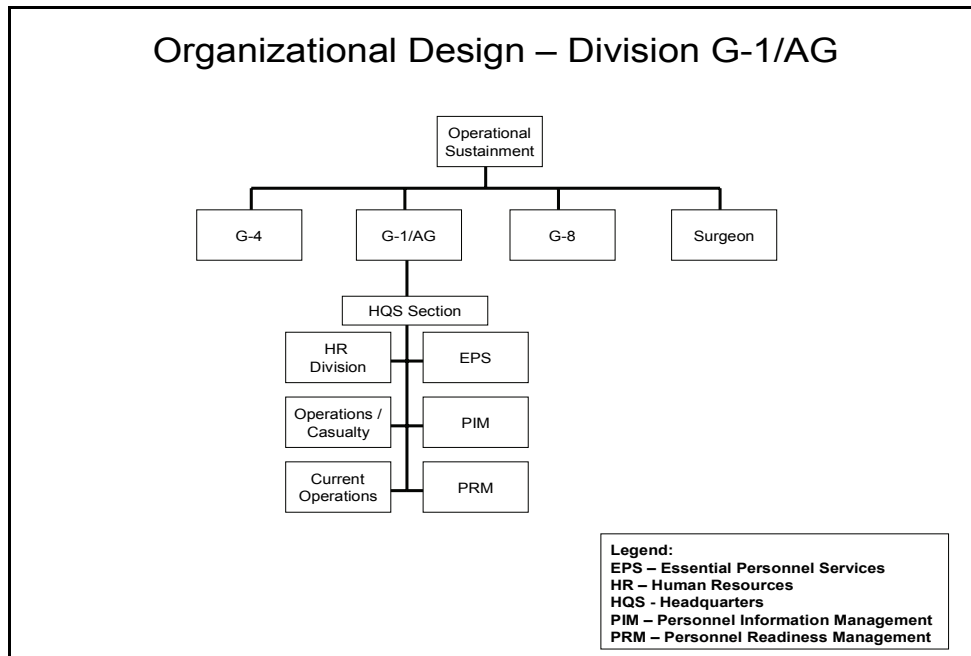 Organizational Design – Division G-1/AG
Operational
Sustainment
G-4
G-1/AG
G-8
Surgeon
HQS Section
HR
Division
EPS
Operations /
Casualty
PIM
Current
Operations
PRM
Legend:
EPS – Essential Personnel Services
HR – Human Resources
HQS - Headquarters
PIM – Personnel Information Management
PRM – Personnel Readiness Management